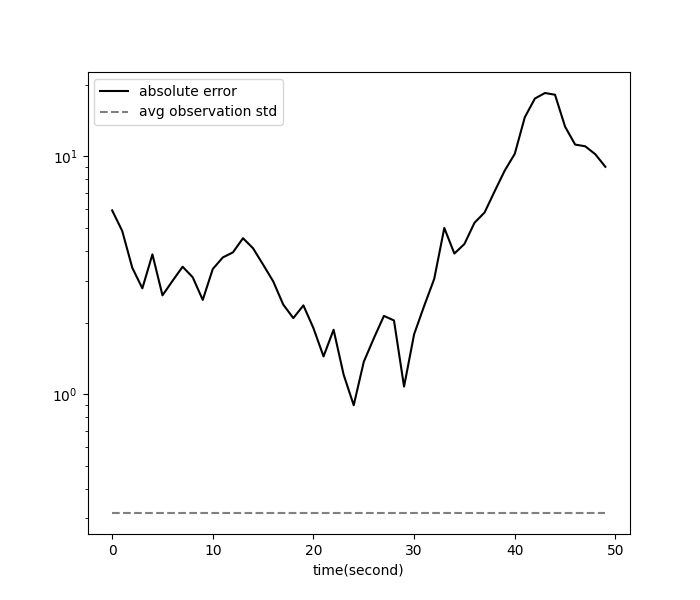 absolute error
avg observation std
10¹
10⁰
0 10 20 30 40 50
time(second)